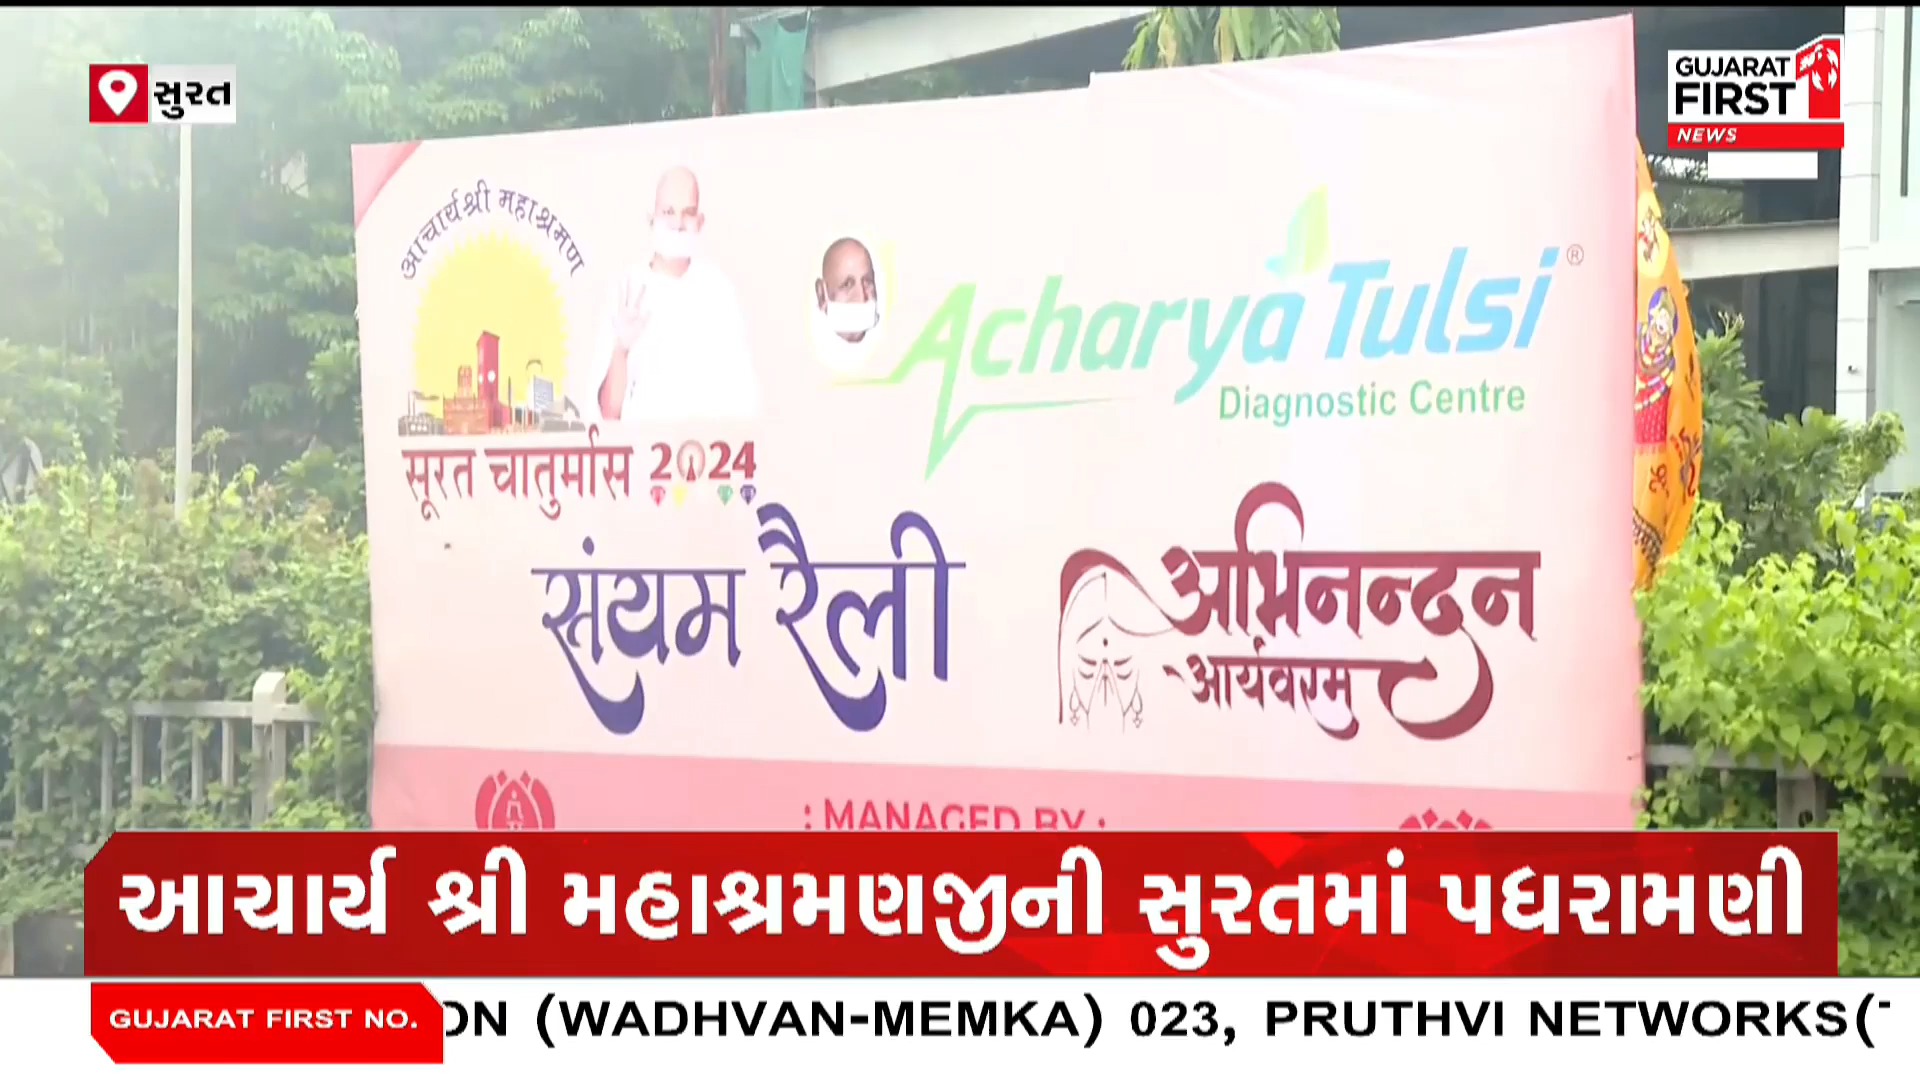 સુરત
GUJARAT
FIRST
NEWS
आचार्यश्री महाश्रमण
सूरत चातुर्मास 2024
Acharya Tulsi ®
Diagnostic Centre
संयम रैली
अभिनन्दन
आर्यवरम
: MANAGED BY :
આચાર્ય શ્રી મહાશ્રમણજીની સુરતમાં પધરામણી
GUJARAT FIRST NO.
ON (WADHVAN-MEMKA) 023, PRUTHVI NETWORKS(